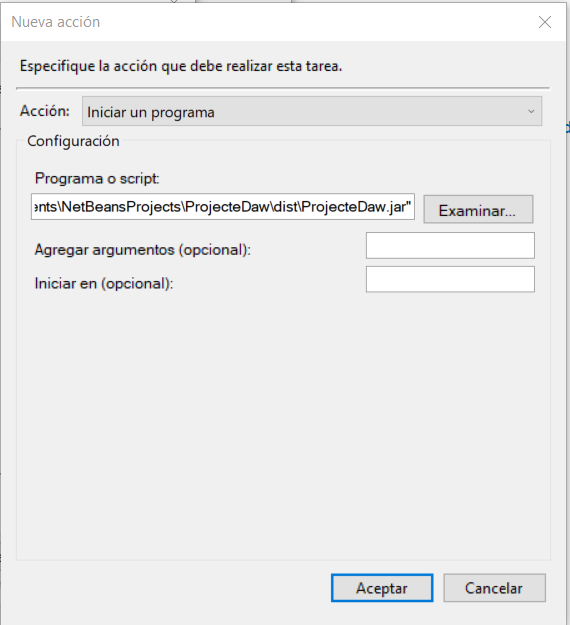 Nueva acción
Especifique la acción que debe realizar esta tarea.
Acción: Iniciar un programa
Configuración
Programa o script:
ents\NetBeansProjects\ProjecteDaw\dist\ProjecteDaw.jar" Examinar...
Agregar argumentos (opcional):
Iniciar en (opcional):
Aceptar Cancelar